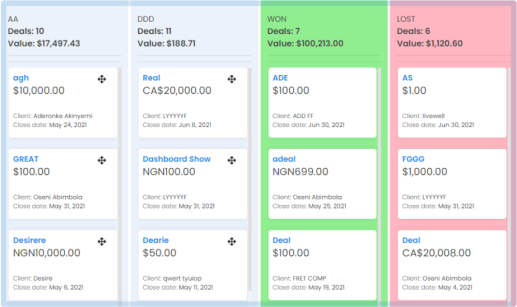 AA
Deals: 10
Value: $17,497.43
agh
$10,000.00
Client: Aderonke Akinyemi
Close date: May 24, 2021
GREAT
$100.00
Client: Oseni Abimbola
Close date: May 31, 2021
Desirere
NGN10,000.00
Client: Desire
Close date: May 6, 2021
DDD
Deals: 11
Value: $188.71
Real
CA$20,000.00
Client: LYYYYYF
Close date: Jun 8, 2021
Dashboard Show
NGN100.00
Client: LYYYYYF
Close date: May 31, 2021
Dearie
$50.00
Client: qwert tyuiop
Close date: May 11, 2021
WON
Deals: 7
Value: $100,213.00
ADE
$100.00
Client: ADD FF
Close date: Jun 30, 2021
adeal
NGN699.00
Client: Oseni Abimbola
Close date: May 25, 2021
Deal
$100.00
Client: FRET COMP
Close date: May 19, 2021
LOST
Deals: 6
Value: $1,120.60
AS
$1.00
Client: livewell
Close date: Jun 30, 2021
FGGG
$1,000.00
Client: LYYYYYF
Close date: May 31, 2021
Deal
CA$20,008.00
Client: Oseni Abimbola
Close date: May 4, 2021